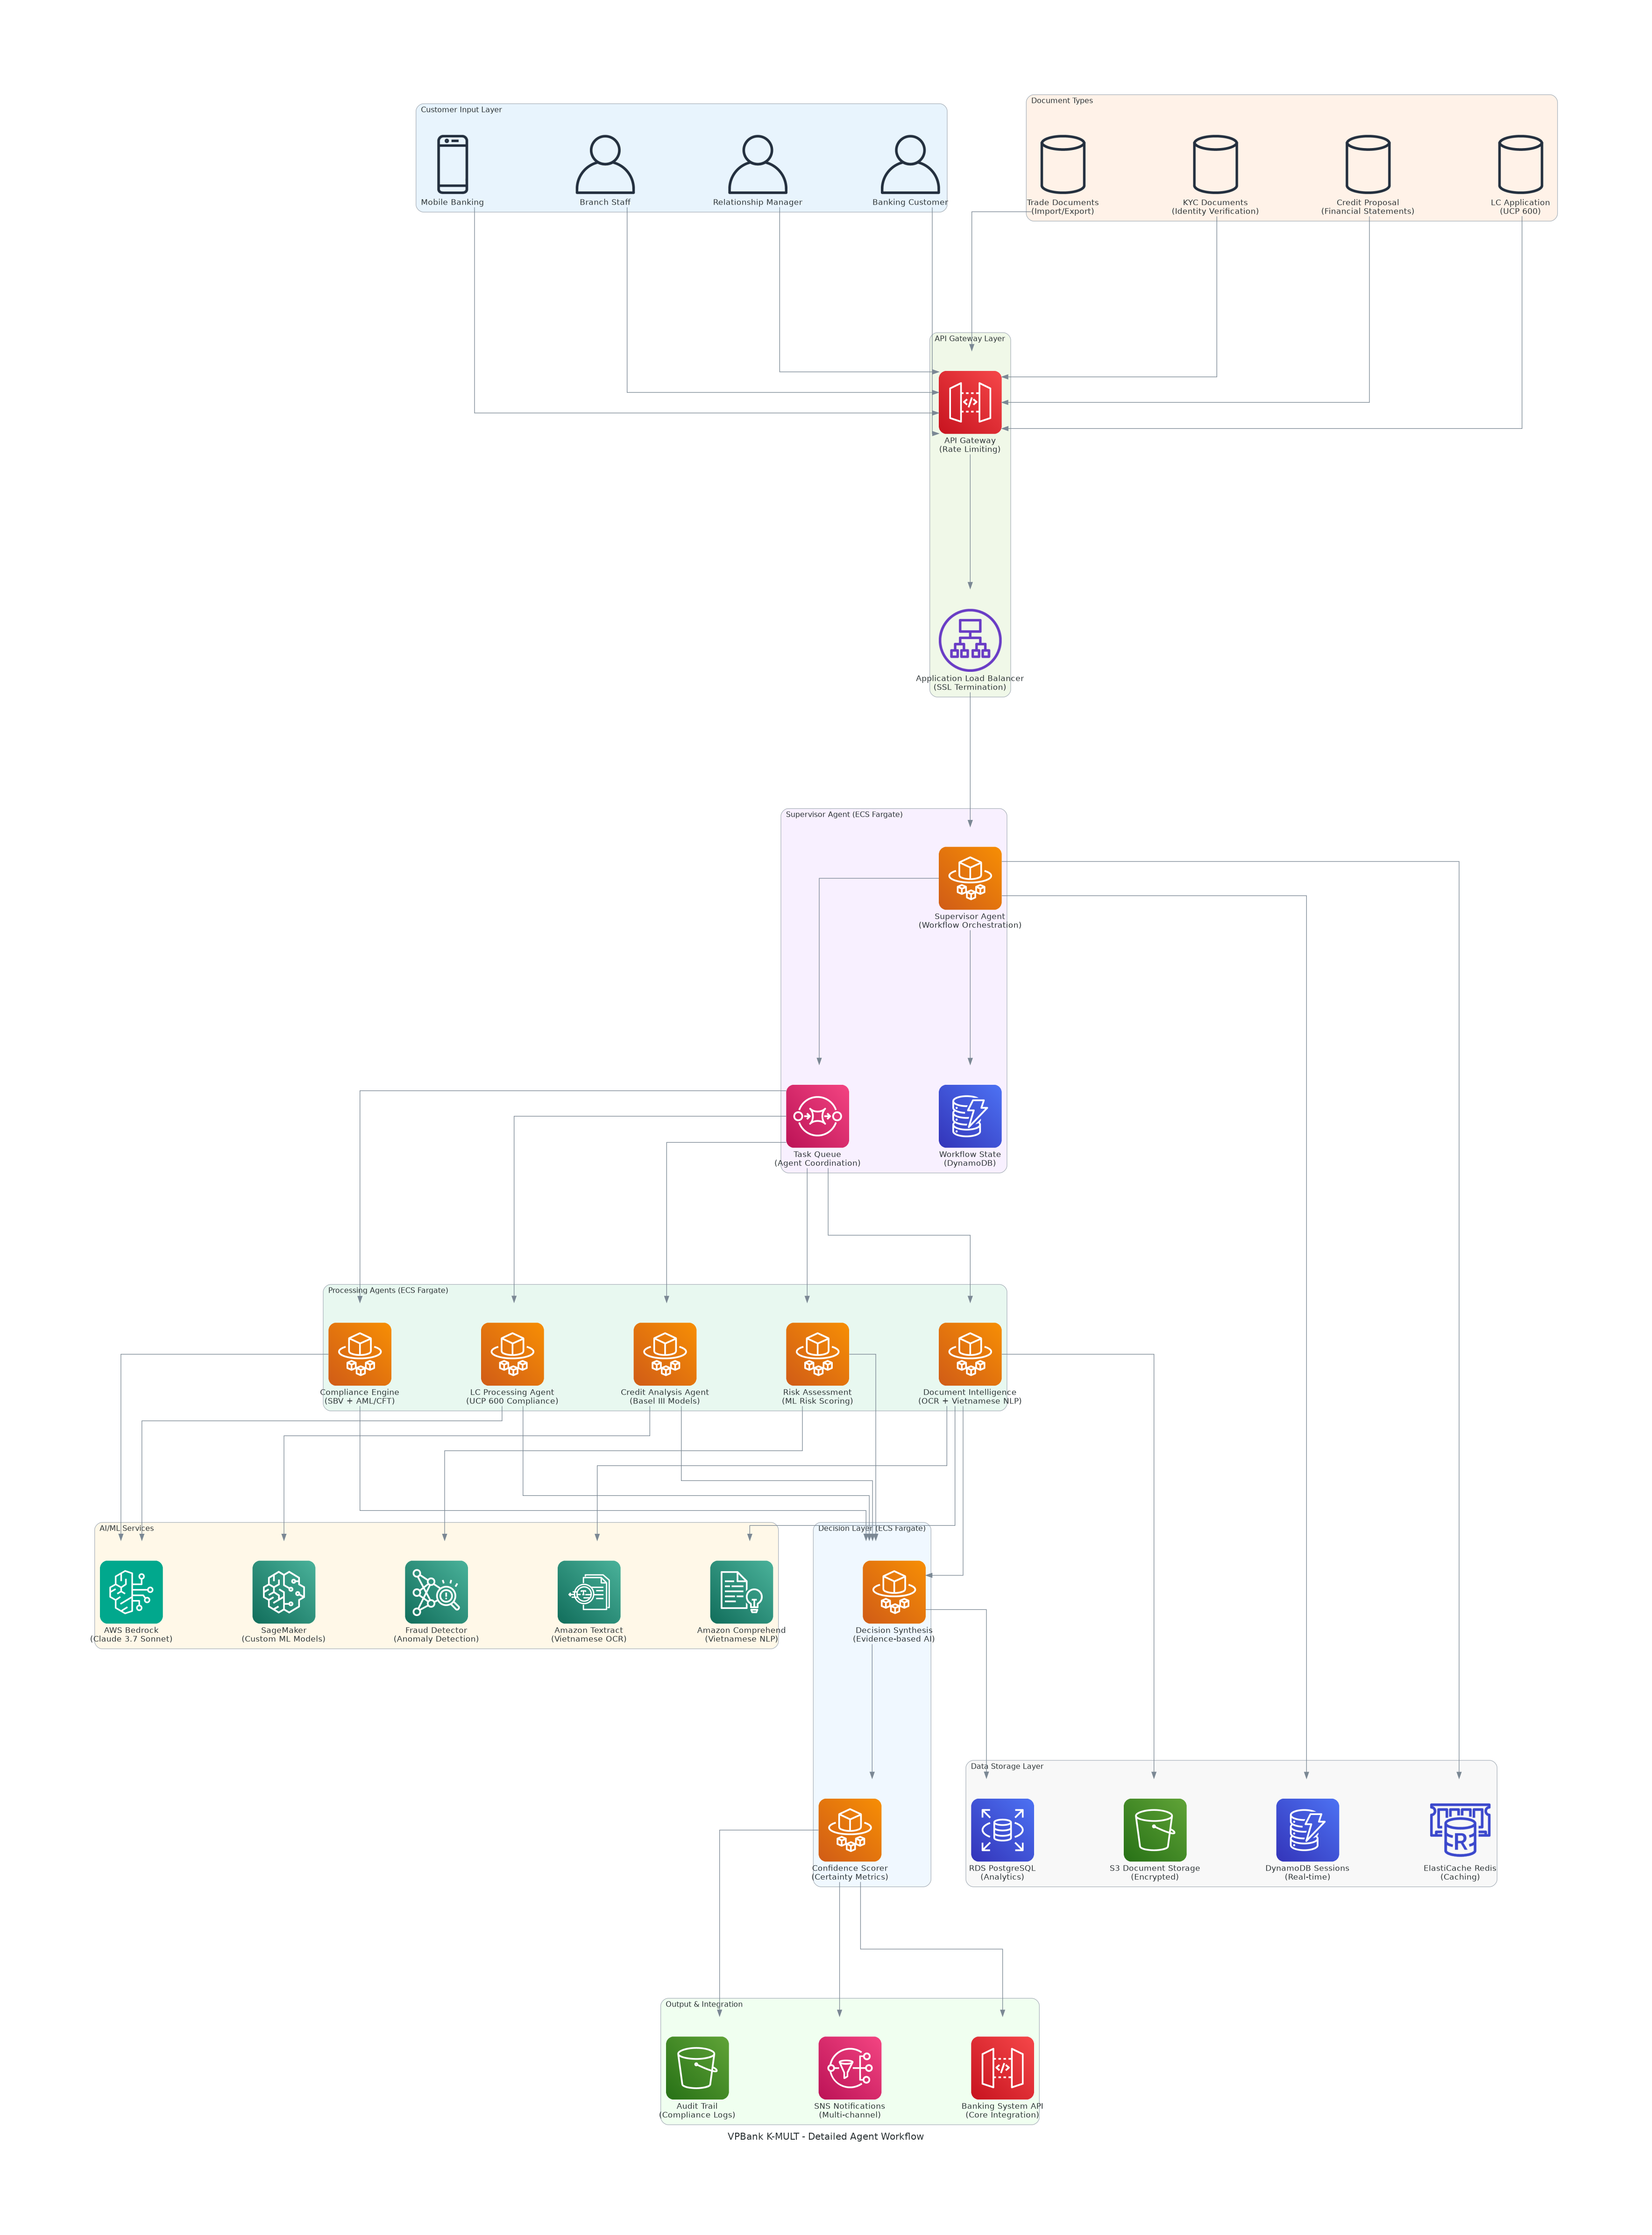 Customer Input Layer
Mobile Banking
Branch Staff
Relationship Manager
Banking Customer
Document Types
Trade Documents
(Import/Export)
KYC Documents
(Identity Verification)
Credit Proposal
(Financial Statements)
LC Application
(UCP 600)
API Gateway Layer
API Gateway
(Rate Limiting)
Application Load Balancer
(SSL Termination)
Supervisor Agent (ECS Fargate)
Supervisor Agent
(Workflow Orchestration)
Task Queue
(Agent Coordination)
Workflow State
(DynamoDB)
Processing Agents (ECS Fargate)
Compliance Engine
(SBV + AML/CFT)
LC Processing Agent
(UCP 600 Compliance)
Credit Analysis Agent
(Basel III Models)
Risk Assessment
(ML Risk Scoring)
Document Intelligence
(OCR + Vietnamese NLP)
AI/ML Services
AWS Bedrock
(Claude 3.7 Sonnet)
SageMaker
(Custom ML Models)
Fraud Detector
(Anomaly Detection)
Amazon Textract
(Vietnamese OCR)
Amazon Comprehend
(Vietnamese NLP)
Decision Layer (ECS Fargate)
Decision Synthesis
(Evidence-based AI)
Confidence Scorer
(Certainty Metrics)
Data Storage Layer
RDS PostgreSQL
(Analytics)
S3 Document Storage
(Encrypted)
DynamoDB Sessions
(Real-time)
R
ElastiCache Redis
(Caching)
Output & Integration
Audit Trail
(Compliance Logs)
SNS Notifications
(Multi-channel)
Banking System API
(Core Integration)
VPBank K-MULT - Detailed Agent Workflow